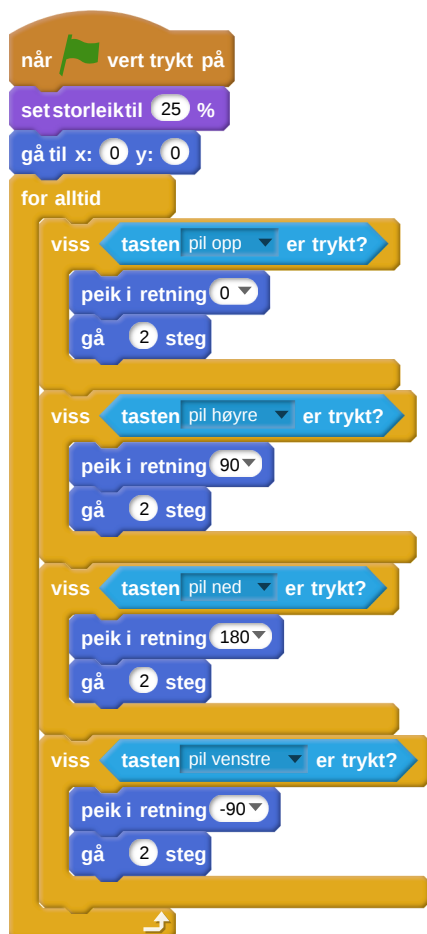 når vert trykt på
set storleik til 25 %
gå til x: 0 y: 0
for alltid
viss tasten pil opp er trykt?
peik i retning 0
gå 2 steg
viss tasten pil høyre er trykt?
peik i retning 90
gå 2 steg
viss tasten pil ned er trykt?
peik i retning 180
gå 2 steg
viss tasten pil venstre er trykt?
peik i retning -90
gå 2 steg